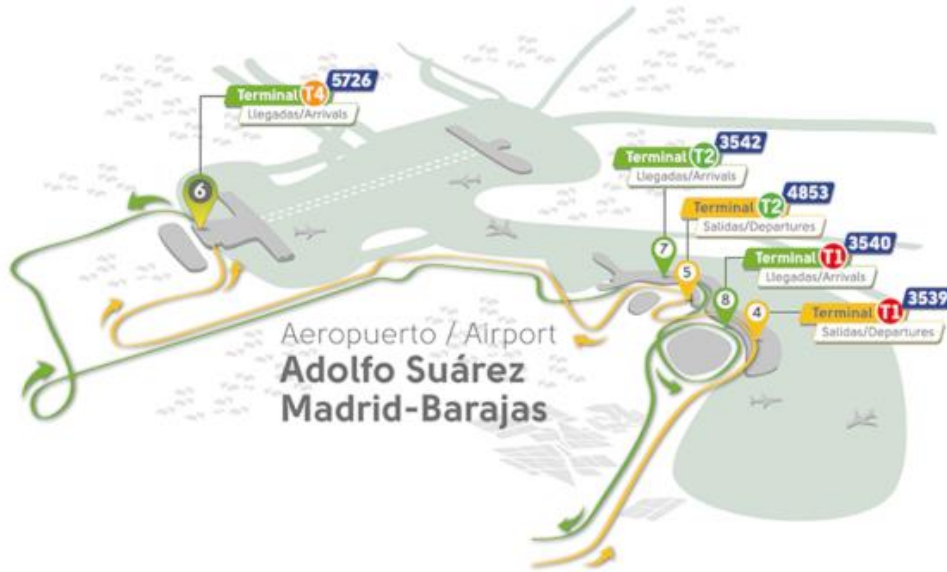 5726
Terminal T4
Llegadas/Arrivals
6
3542
Terminal T2
Llegadas/Arrivals
4853
Terminal T2
Salidas/Departures
7
3540
Terminal T1
Llegadas/Arrivals
5
3539
Terminal T1
Salidas/Departures
8
4
Aeropuerto / Airport
Adolfo Suárez
Madrid-Barajas